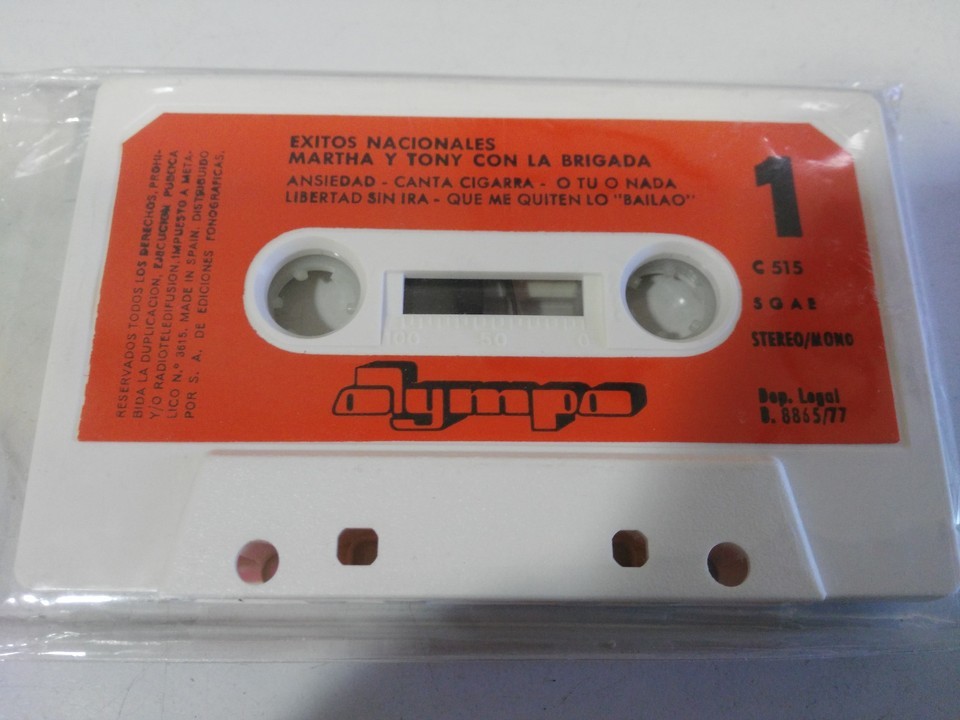 EXITOS NACIONALES
MARTHA Y TONY CON LA BRIGADA
ANSIEDAD - CANTA CIGARRA - O TU O NADA
LIBERTAD SIN IRA - QUE ME QUITEN LO "BAILAO"
1
C 515
SGAE
STEREO/MONO
Dep. Legal
B. 8865/77
Olympo
100 50
RESERVADOS TODOS LOS DERECHOS, PROHI-
BIDA LA DUPLICACION, EJECUCION PUBLICA
Y/O RADIOTELEDIFUSION. IMPUESTO A META-
LICO N.º 3615. MADE IN SPAIN. DISTRIBUIDO
POR S. A. DE EDICIONES FONOGRAFICAS.